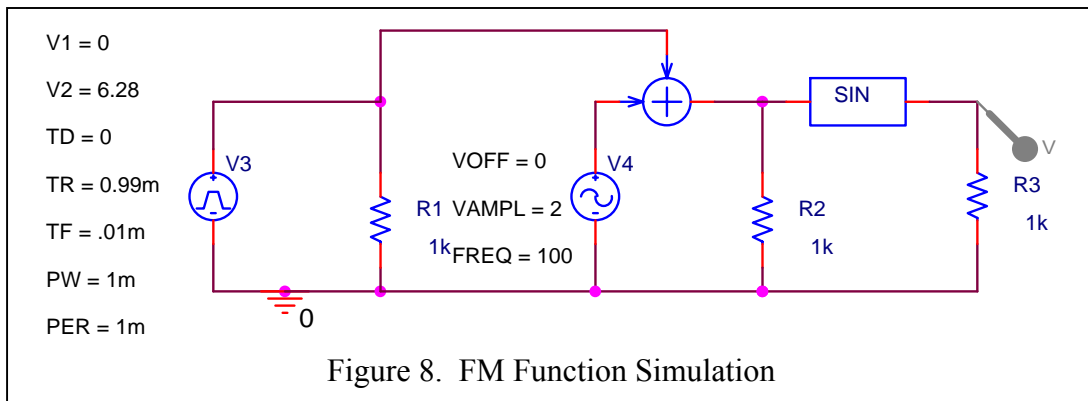 V1 = 0
V2 = 6.28
TD = 0
TR = 0.99m
TF = .01m
PW = 1m
PER = 1m
V3
R1
1k
0
VOFF = 0
VAMPL = 2
FREQ = 100
V4
+
R2
1k
SIN
V
R3
1k
Figure 8. FM Function Simulation